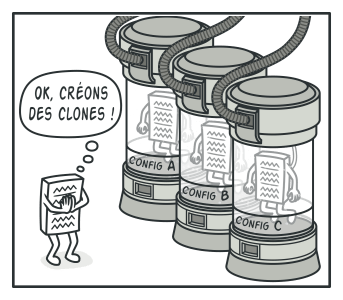 OK, CRÉONS
DES CLONES !
CONFIG A
CONFIG B
CONFIG C